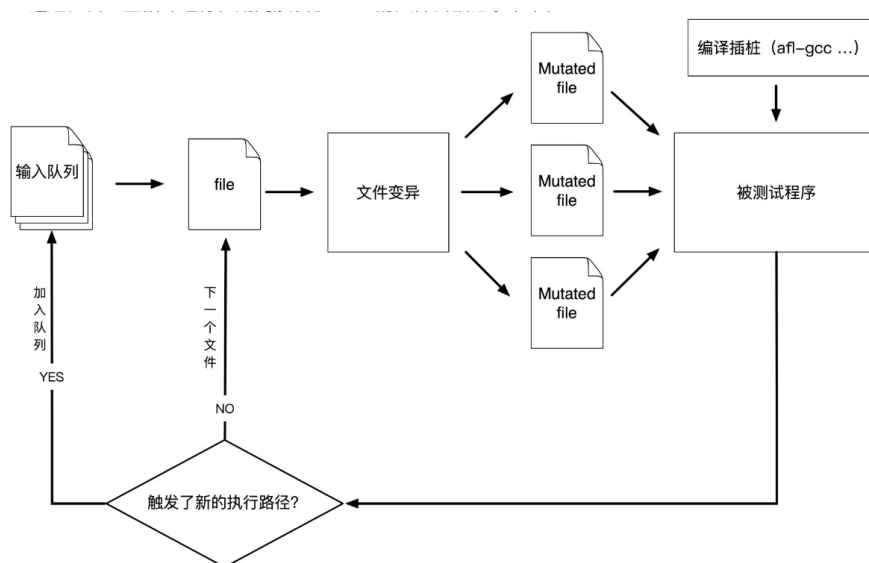 编译插桩（afl-gcc ...）
Mutated
file
输入队列
file
文件变异
Mutated
file
被测试程序
Mutated
file
加入队列
下一个文件
YES
NO
触发了新的执行路径?